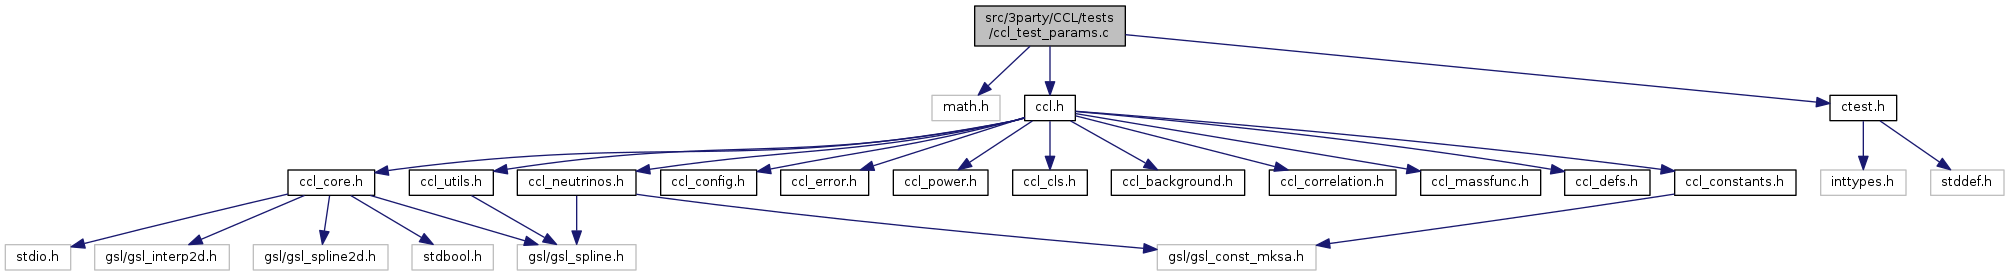 src/3party/CCL/tests
/ccl_test_params.c
math.h
ccl.h
ctest.h
ccl_core.h
ccl_utils.h
ccl_neutrinos.h
ccl_config.h
ccl_error.h
ccl_power.h
ccl_cls.h
ccl_background.h
ccl_correlation.h
ccl_massfunc.h
ccl_defs.h
ccl_constants.h
inttypes.h
stddef.h
stdio.h
gsl/gsl_interp2d.h
gsl/gsl_spline2d.h
stdbool.h
gsl/gsl_spline.h
gsl/gsl_const_mksa.h